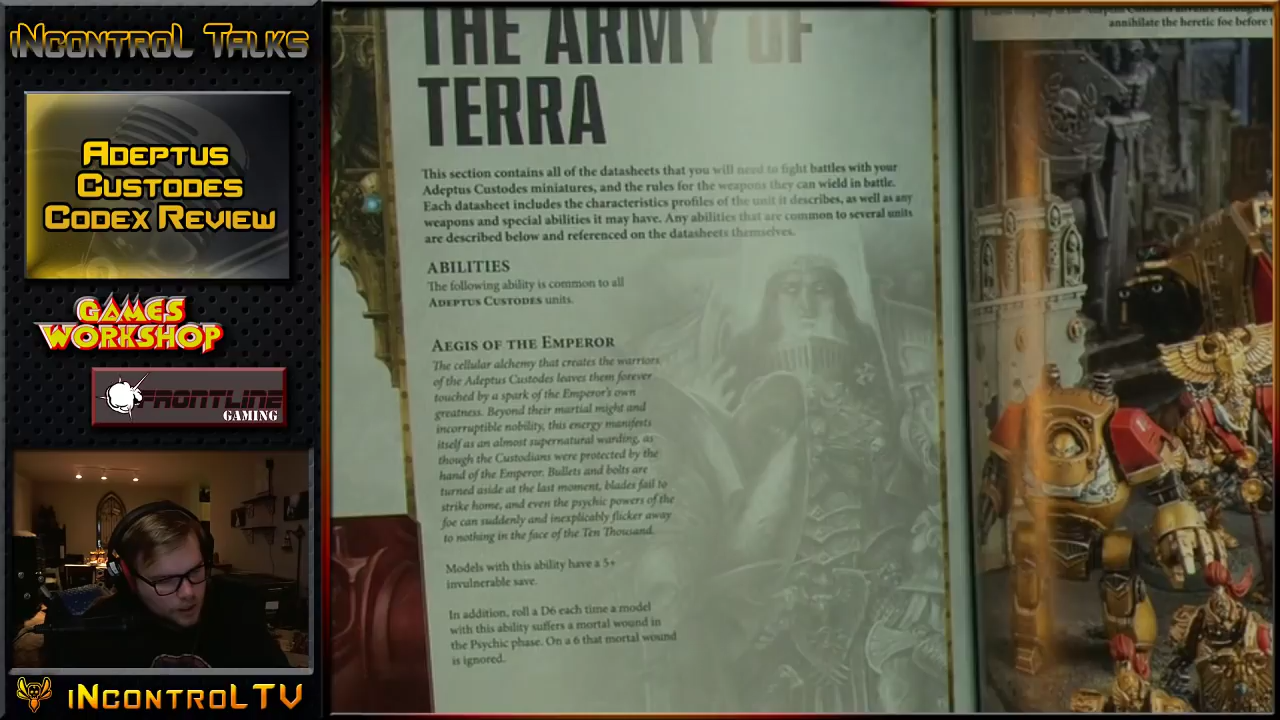 iNcontroL Talks
Adeptus
Custodes
Codex Review
GAMES
WORKSHOP
FRONTLINE
GAMING
iNcontroLTV
THE ARMY OF
TERRA
This section contains all of the datasheets that you will need to fight battles with your
Adeptus Custodes miniatures, and the rules for the weapons they can wield in battle.
Each datasheet includes the characteristics profiles of the unit it describes, as well as any
weapons and special abilities it may have. Any abilities that are common to several units
are described below and referenced on the datasheets themselves.
ABILITIES
The following ability is common to all
ADEPTUS CUSTODES units.
AEGIS OF THE EMPEROR
The cellular alchemy that creates the warriors
of the Adeptus Custodes leaves them forever
touched by a spark of the Emperor's own
greatness. Beyond their martial might and
incorruptible nobility, this energy manifests
itself as an almost supernatural warding, as
though the Custodians were protected by the
hand of the Emperor. Bullets and bolts are
turned aside at the last moment, blades fail to
strike home, and even the psychic powers of the
foe can suddenly and inexplicably flicker away
to nothing in the face of the Ten Thousand.
Models with this ability have a 5+
invulnerable save.
In addition, roll a D6 each time a model
with this ability suffers a mortal wound in
the Psychic phase. On a 6 that mortal wound
is ignored.
annihilate the heretic foe before